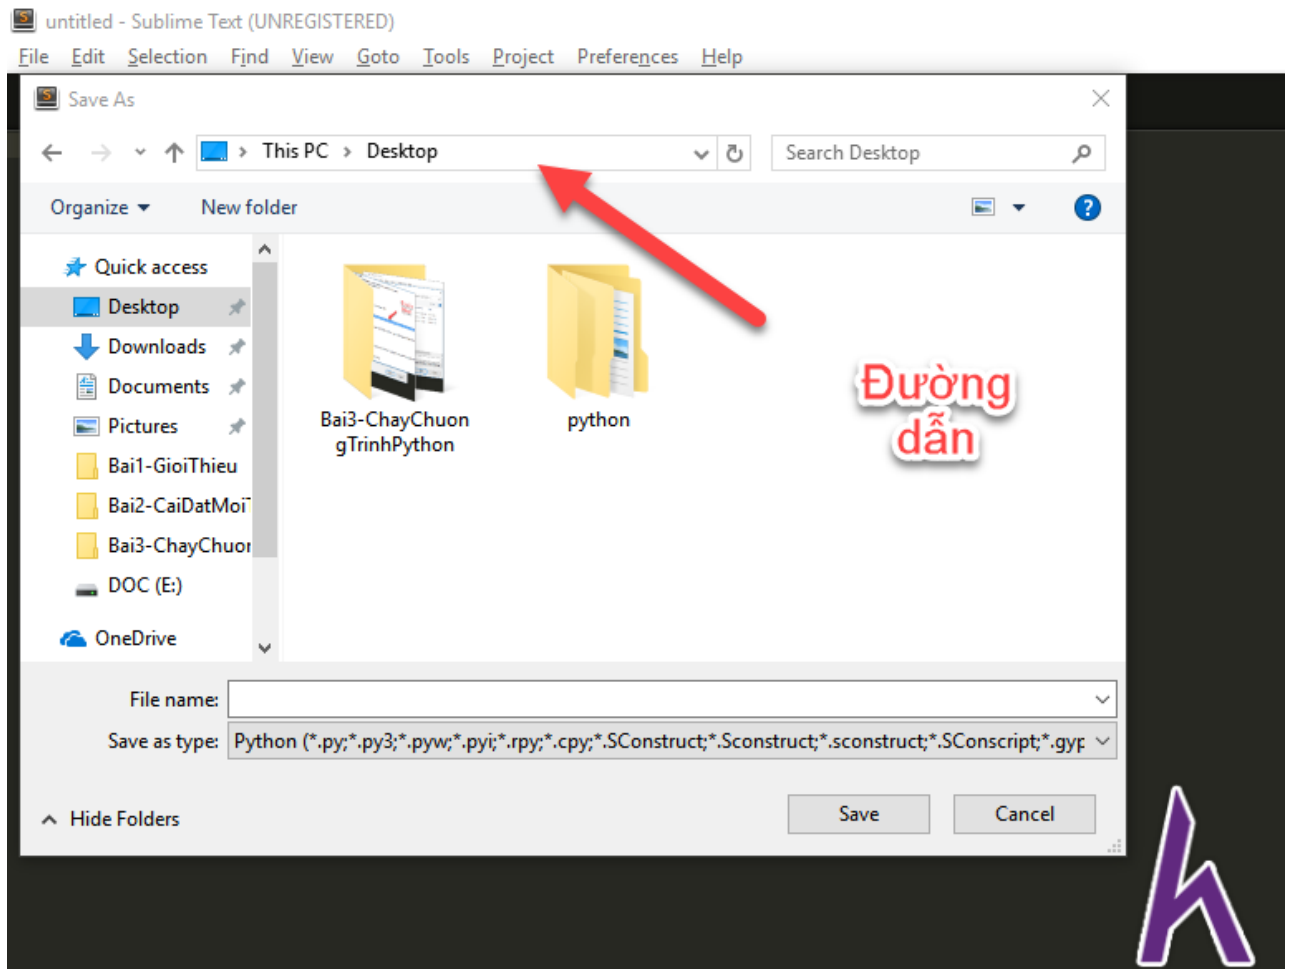 untitled - Sublime Text (UNREGISTERED)
File Edit Selection Find View Goto Tools Project Preferences Help
Save As
This PC > Desktop
Search Desktop
Organize
New folder
Quick access
Desktop
Downloads
Documents
Pictures
Bai1-GioiThieu
Bai2-CaiDatMoi
Bai3-ChayChuon
DOC (E:)
OneDrive
Bai3-ChayChuon
gTrinhPython
python
Đường
dẫn
File name:
Save as type: Python (*.py;*.py3;*.pyw;*.pyi;*.rpy;*.cpy;*.SConstruct;*.Sconstruct;*.sconstruct;*.SConscript;*.gyp
Hide Folders
Save
Cancel